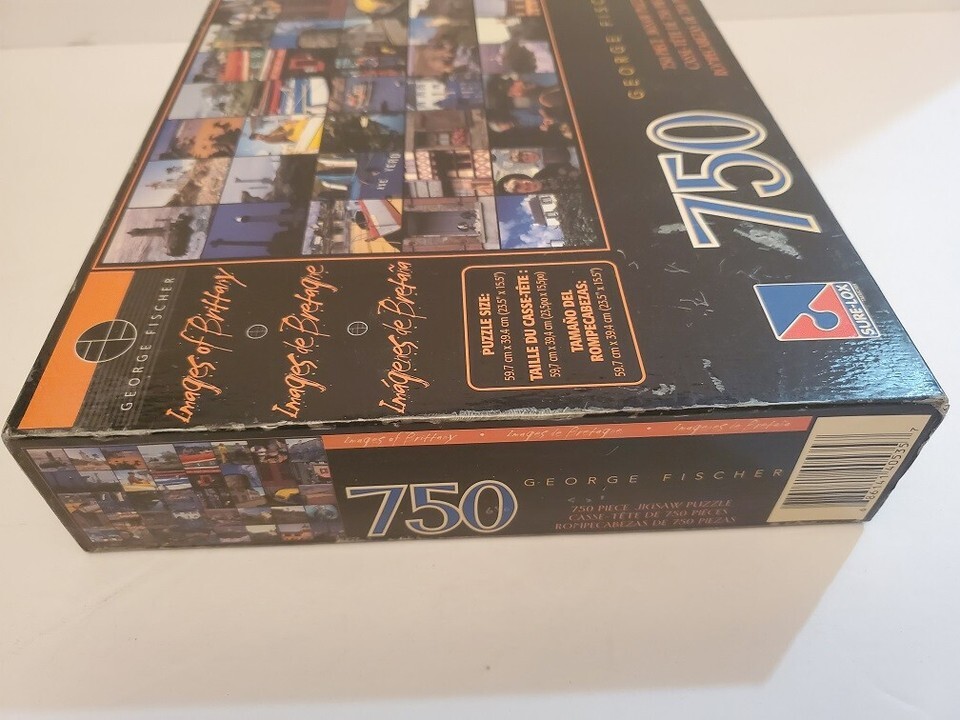 GEORGE FISCHER
Images of Brittany
Images de Bretagne
Imágenes de Bretaña
PUZZLE SIZE:
59.7 cm x 39.4 cm (23.5" x 15.5")
TAILLE DU CASSE-TÊTE:
59,7 cm x 39,4 cm (23,5po x 15,5po)
TAMAÑO DEL
ROMPECABEZAS:
59.7 cm x 39.4 cm (23.5" x 15.5")
750
SURE-LOX
GEORGE FISC
Images of Brittany • Images de Bretagne • Imágenes de Bretaña
750
GEORGE FISCHER
750 PIECE JIGSAW PUZZLE
CASSE-TÊTE DE 750 PIÈCES
ROMPECABEZAS DE 750 PIEZAS